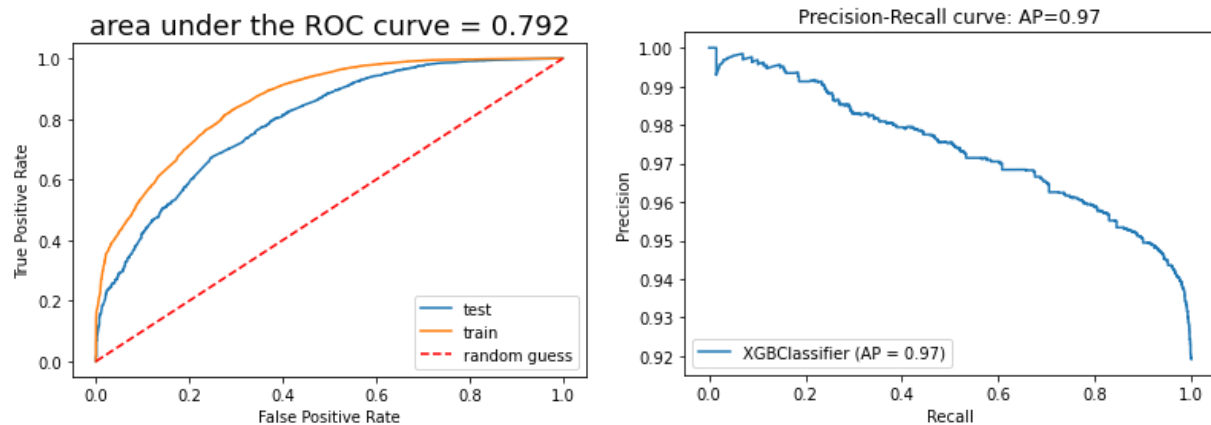 area under the ROC curve = 0.792
1.0
0.8
0.6
0.4
0.2
0.0
True Positive Rate
0.0 0.2 0.4 0.6 0.8 1.0
False Positive Rate
test
train
random guess
Precision-Recall curve: AP=0.97
1.00
0.99
0.98
0.97
0.96
0.95
0.94
0.93
0.92
Precision
0.0 0.2 0.4 0.6 0.8 1.0
Recall
XGBClassifier (AP = 0.97)